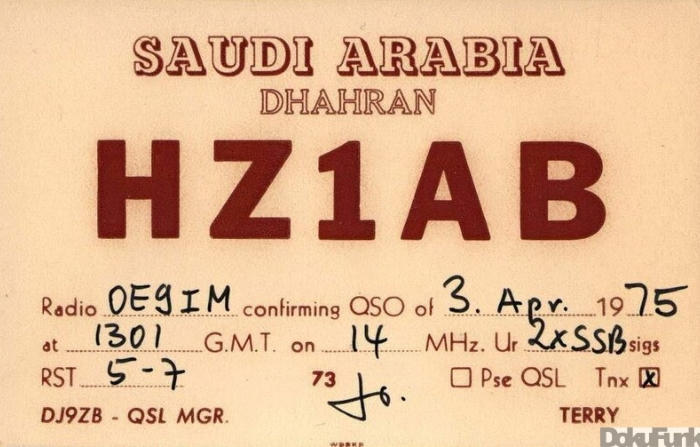 SAUDI ARABIA
DHAHRAN
HZ1AB
Radio OE9IM confirming QSO of 3. Apr. 1975
at 1301 G.M.T. on 14 MHz. Ur 2xSSB sigs
RST 5-7 73 Jo. Pse QSL Tnx X
DJ9ZB - QSL MGR. TERRY
DokuFunk